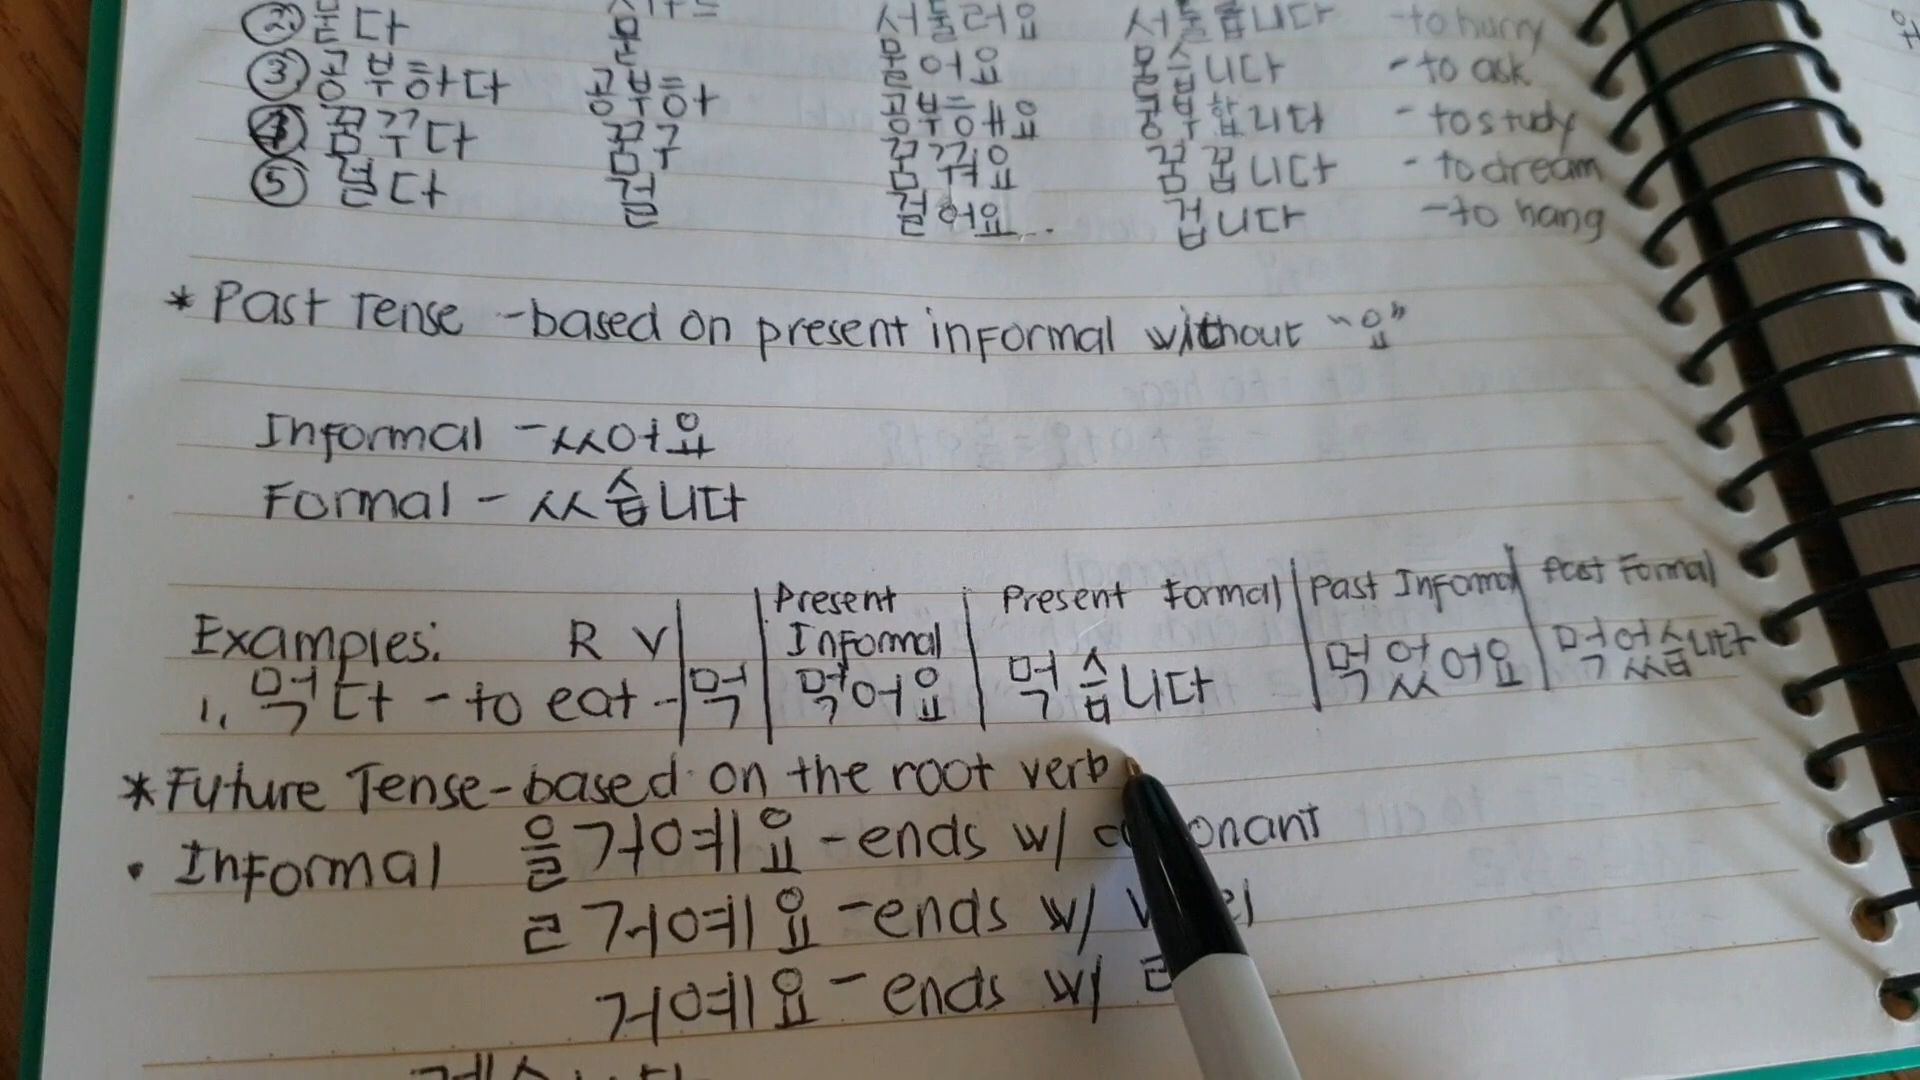 ② 묻다 묻 서둘러요 서둘릅니다 - to hurry
③ 공부하다 공부하 물어요 묻습니다 - to ask
④ 꿈꾸다 꿈꾸 공부해요 공부합니다 - to study
⑤ 걸다 걸 꿈꿔요 꿈꿉니다 - to dream
걸어요 겁니다 - to hang
* Past Tense - based on present informal without "요"
Informal - ㅆ어요
Formal - ㅆ습니다
Examples: R V Present Informal Present Formal Past Informal Past Formal
1. 먹다 - to eat - 먹 먹어요 먹습니다 먹었어요 먹었습니다
* Future Tense - based on the root verb
• Informal 을거예요 - ends w/
ㄹ거예요 - ends w/
거예요 - ends w/ ㄹ